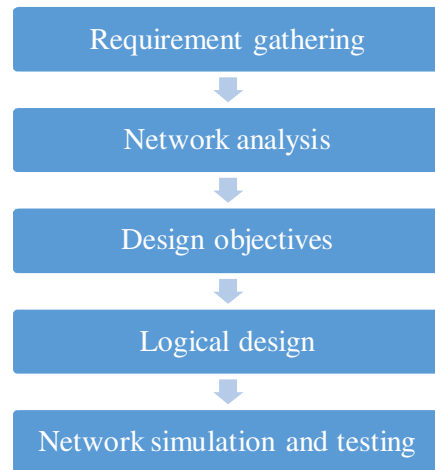 Requirement gathering
Network analysis
Design objectives
Logical design
Network simulation and testing